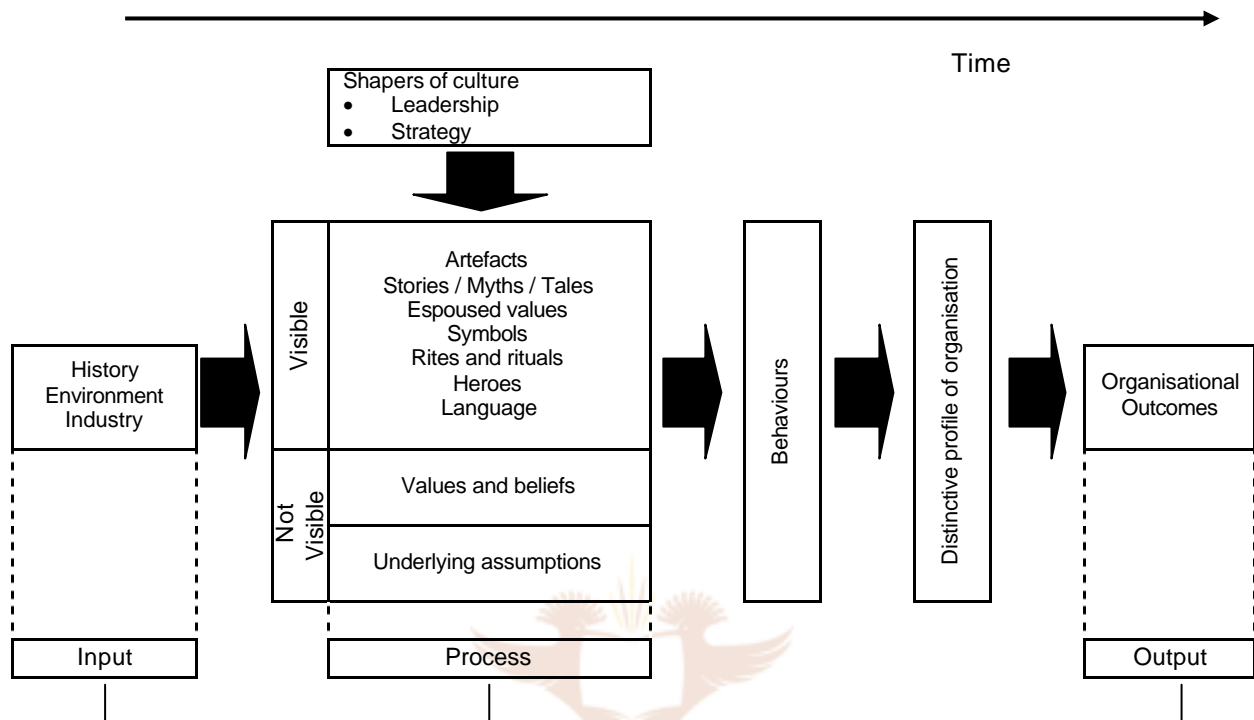 Time
Shapers of culture
• Leadership
• Strategy
Visible
Artefacts
Stories / Myths / Tales
Espoused values
Symbols
Rites and rituals
Heroes
Language
History
Environment
Industry
Not
Visible
Values and beliefs
Underlying assumptions
Behaviours
Distinctive profile of organisation
Organisational
Outcomes
Input
Process
Output